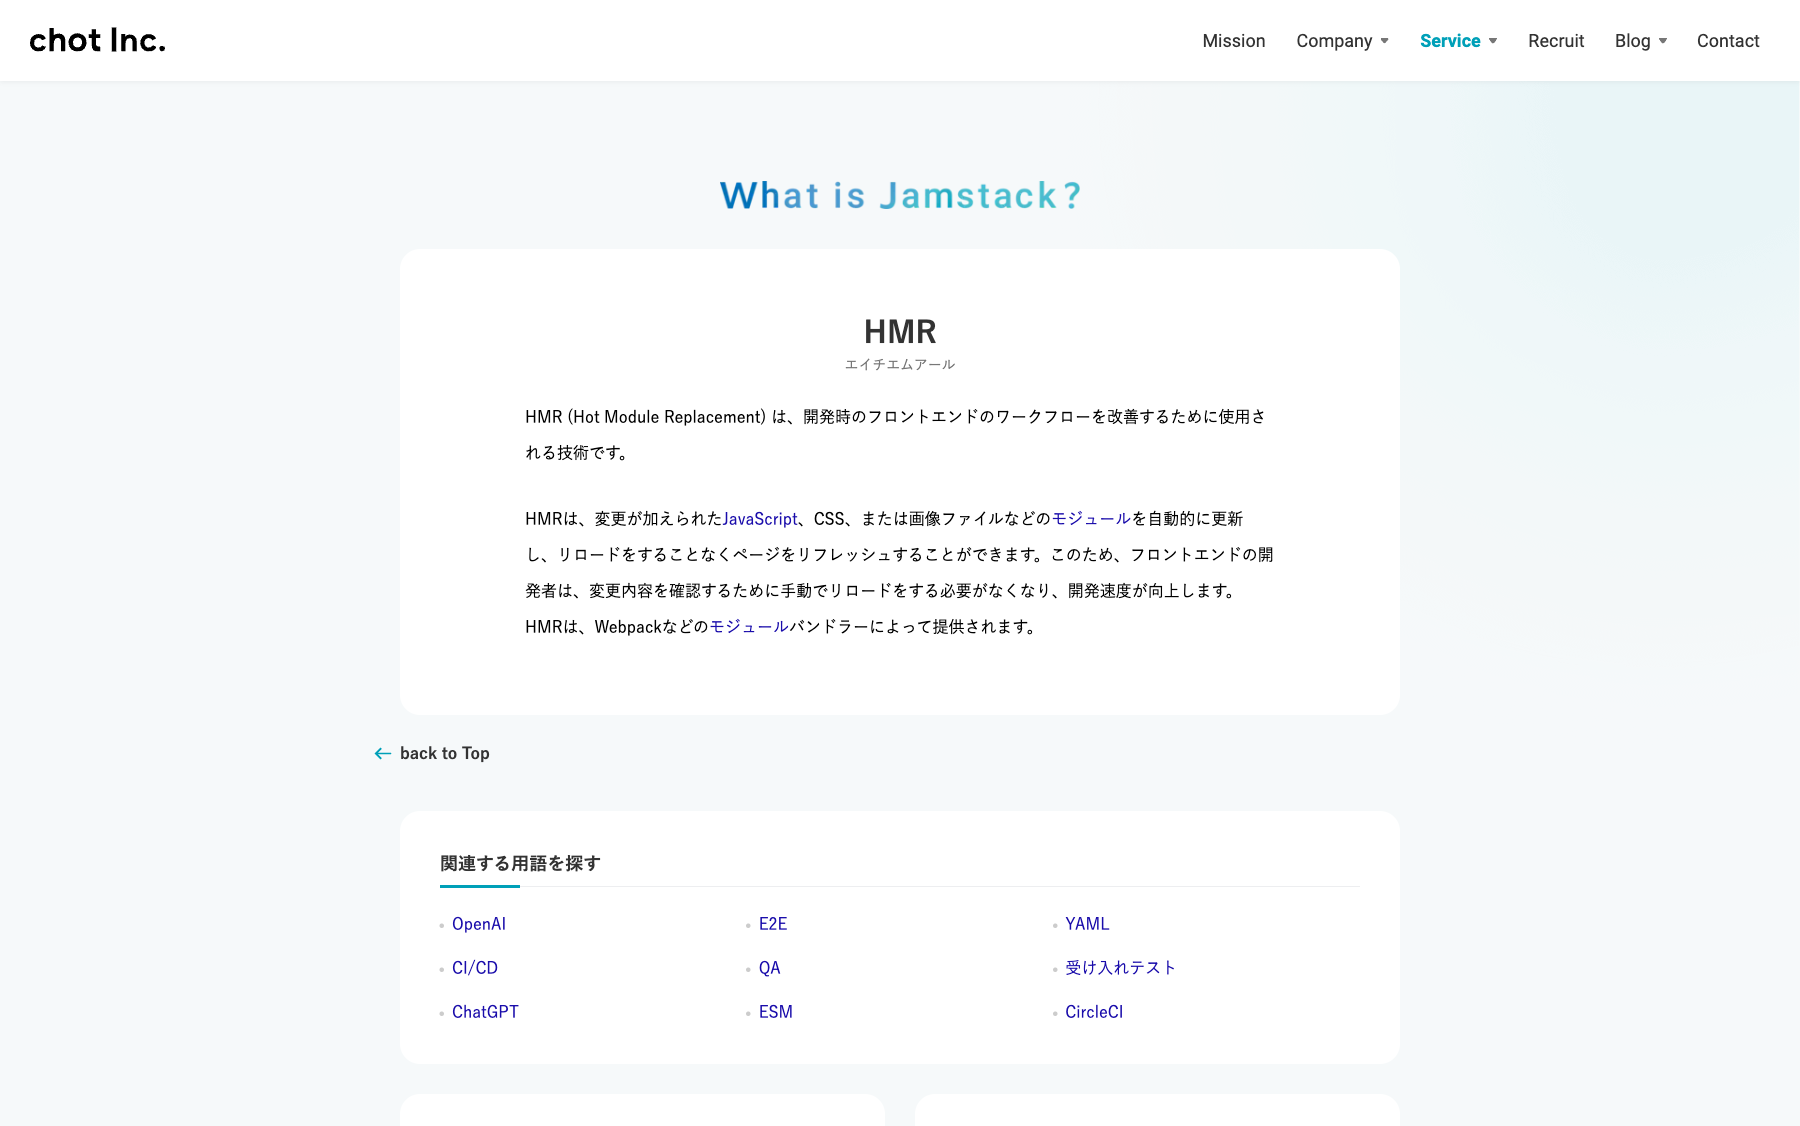 chot Inc.
Mission Company Service Recruit Blog Contact
What is Jamstack?
HMR
エイチエムアール
HMR (Hot Module Replacement) は、開発時のフロントエンドのワークフローを改善するために使用さ
れる技術です。
HMRは、変更が加えられたJavaScript、CSS、または画像ファイルなどのモジュールを自動的に更新
し、リロードをすることなくページをリフレッシュすることができます。このため、フロントエンドの開
発者は、変更内容を確認するために手動でリロードをする必要がなくなり、開発速度が向上します。
HMRは、Webpackなどのモジュールバンドラーによって提供されます。
back to Top
関連する用語を探す
OpenAI E2E YAML
CI/CD QA 受け入れテスト
ChatGPT ESM CircleCI